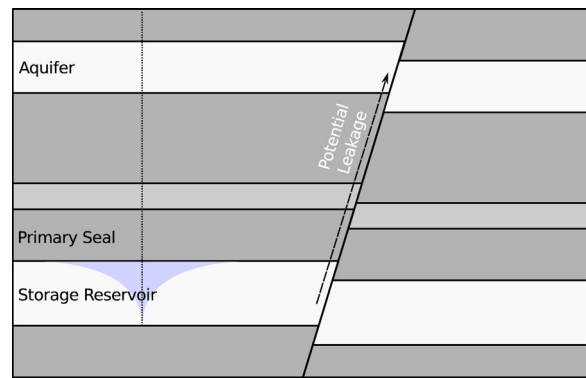 Aquifer
Potential
Leakage
Primary Seal
Storage Reservoir